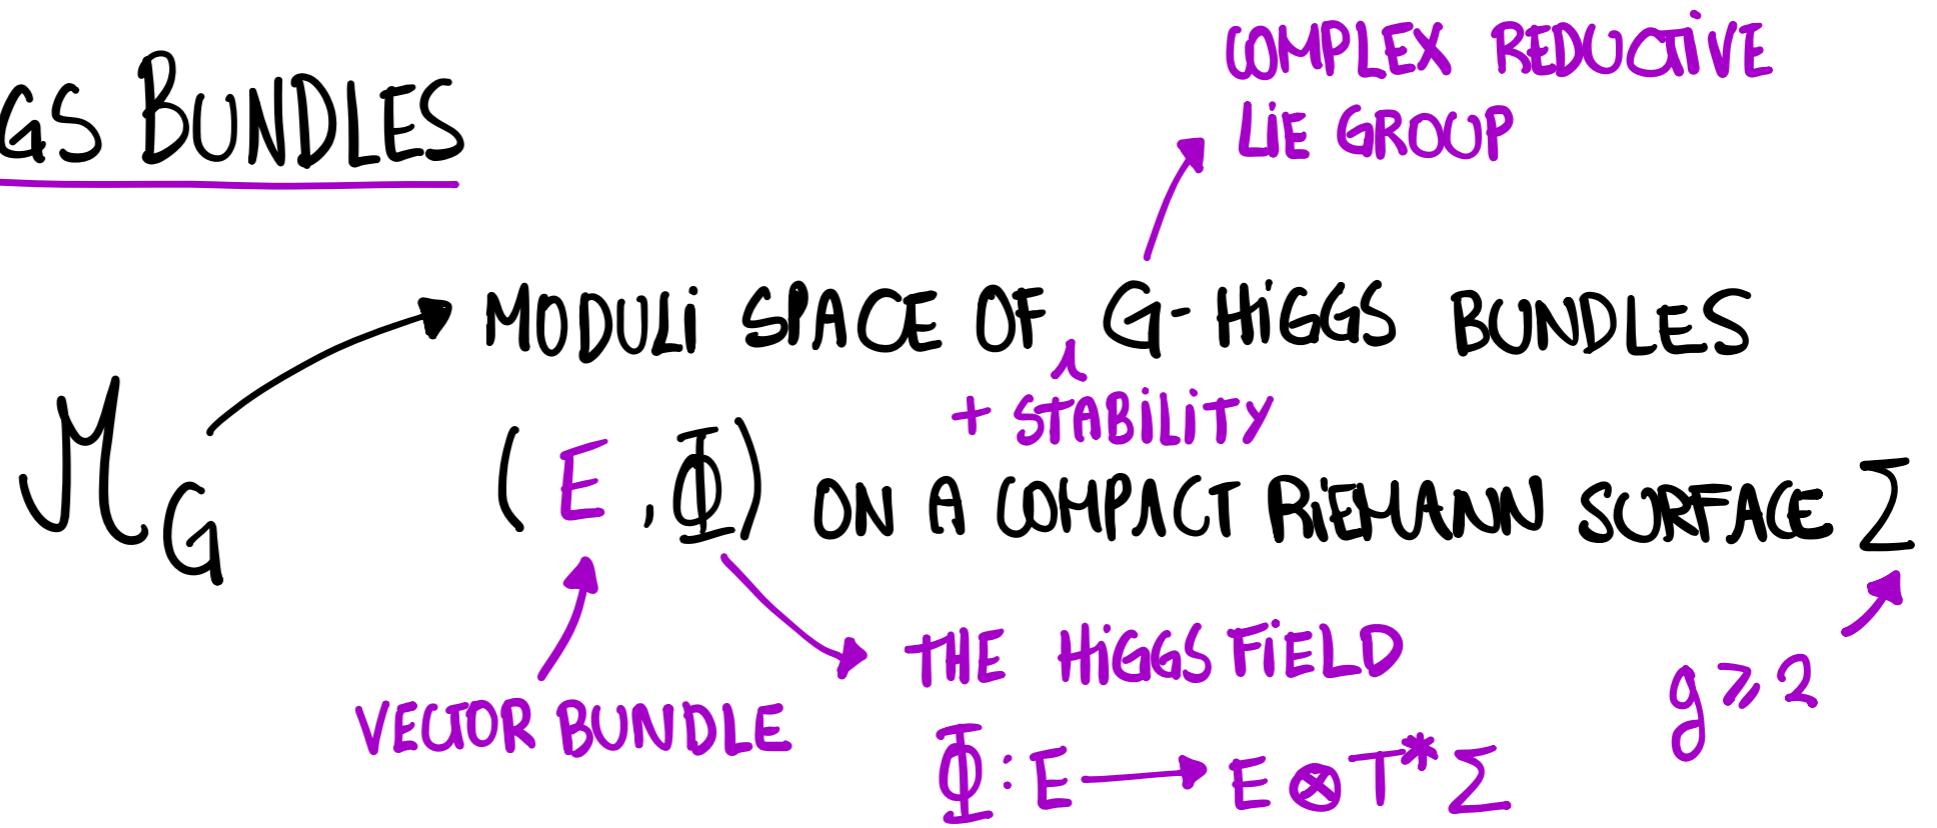 GS BUNDLES
COMPLEX REDUCTIVE
LIE GROUP
MODULI SPACE OF G-HIGGS BUNDLES
+ STABILITY
M_G
(E, Φ) ON A COMPACT RIEMANN SURFACE Σ
THE HIGGS FIELD
g ⩾ 2
VECTOR BUNDLE
Φ : E → E ⊗ T*Σ